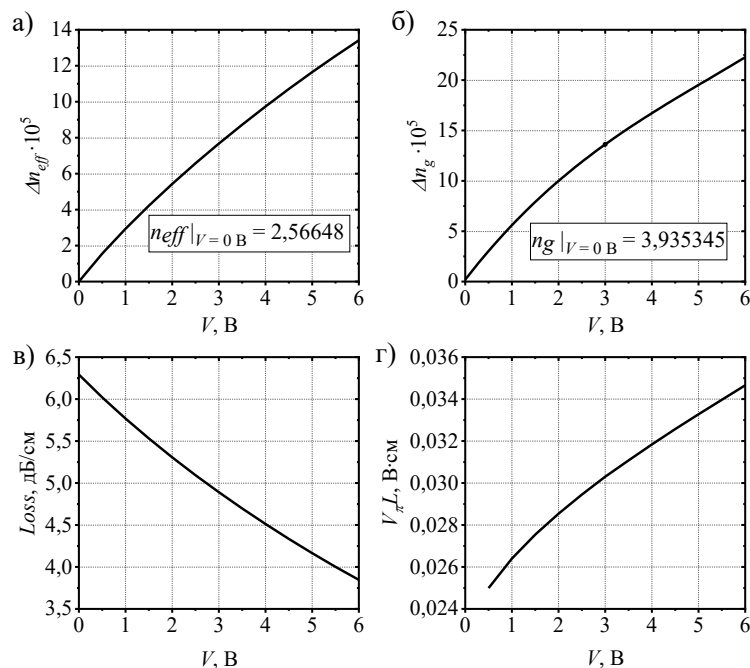 а)
14
12
10
8
6
4
2
0
Δn_eff ·10^5
neff|_V = 0 В = 2,56648
0 1 2 3 4 5 6
V, В
б)
25
20
15
10
5
0
Δn_g ·10^5
n_g |_V = 0 В = 3,935345
0 1 2 3 4 5 6
V, В
в)
6,5
6,0
5,5
5,0
4,5
4,0
3,5
Loss, дБ/см
0 1 2 3 4 5 6
V, В
г)
0,036
0,034
0,032
0,030
0,028
0,026
0,024
V_πL, В·см
0 1 2 3 4 5 6
V, В